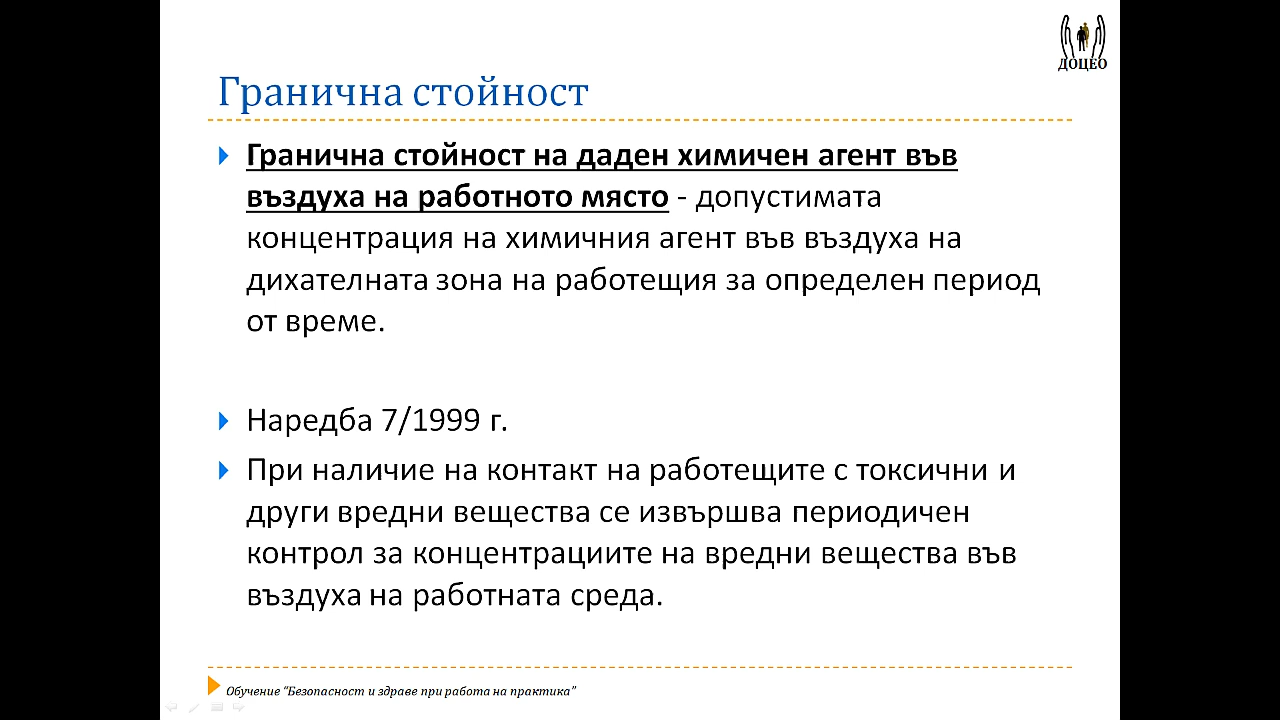 ДОЦЕО
Гранична стойност
Гранична стойност на даден химичен агент във
въздуха на работното място - допустимата
концентрация на химичния агент във въздуха на
дихателната зона на работещия за определен период
от време.
Наредба 7/1999 г.
При наличие на контакт на работещите с токсични и
други вредни вещества се извършва периодичен
контрол за концентрациите на вредни вещества във
въздуха на работната среда.
Обучение “Безопасност и здраве при работа на практика”